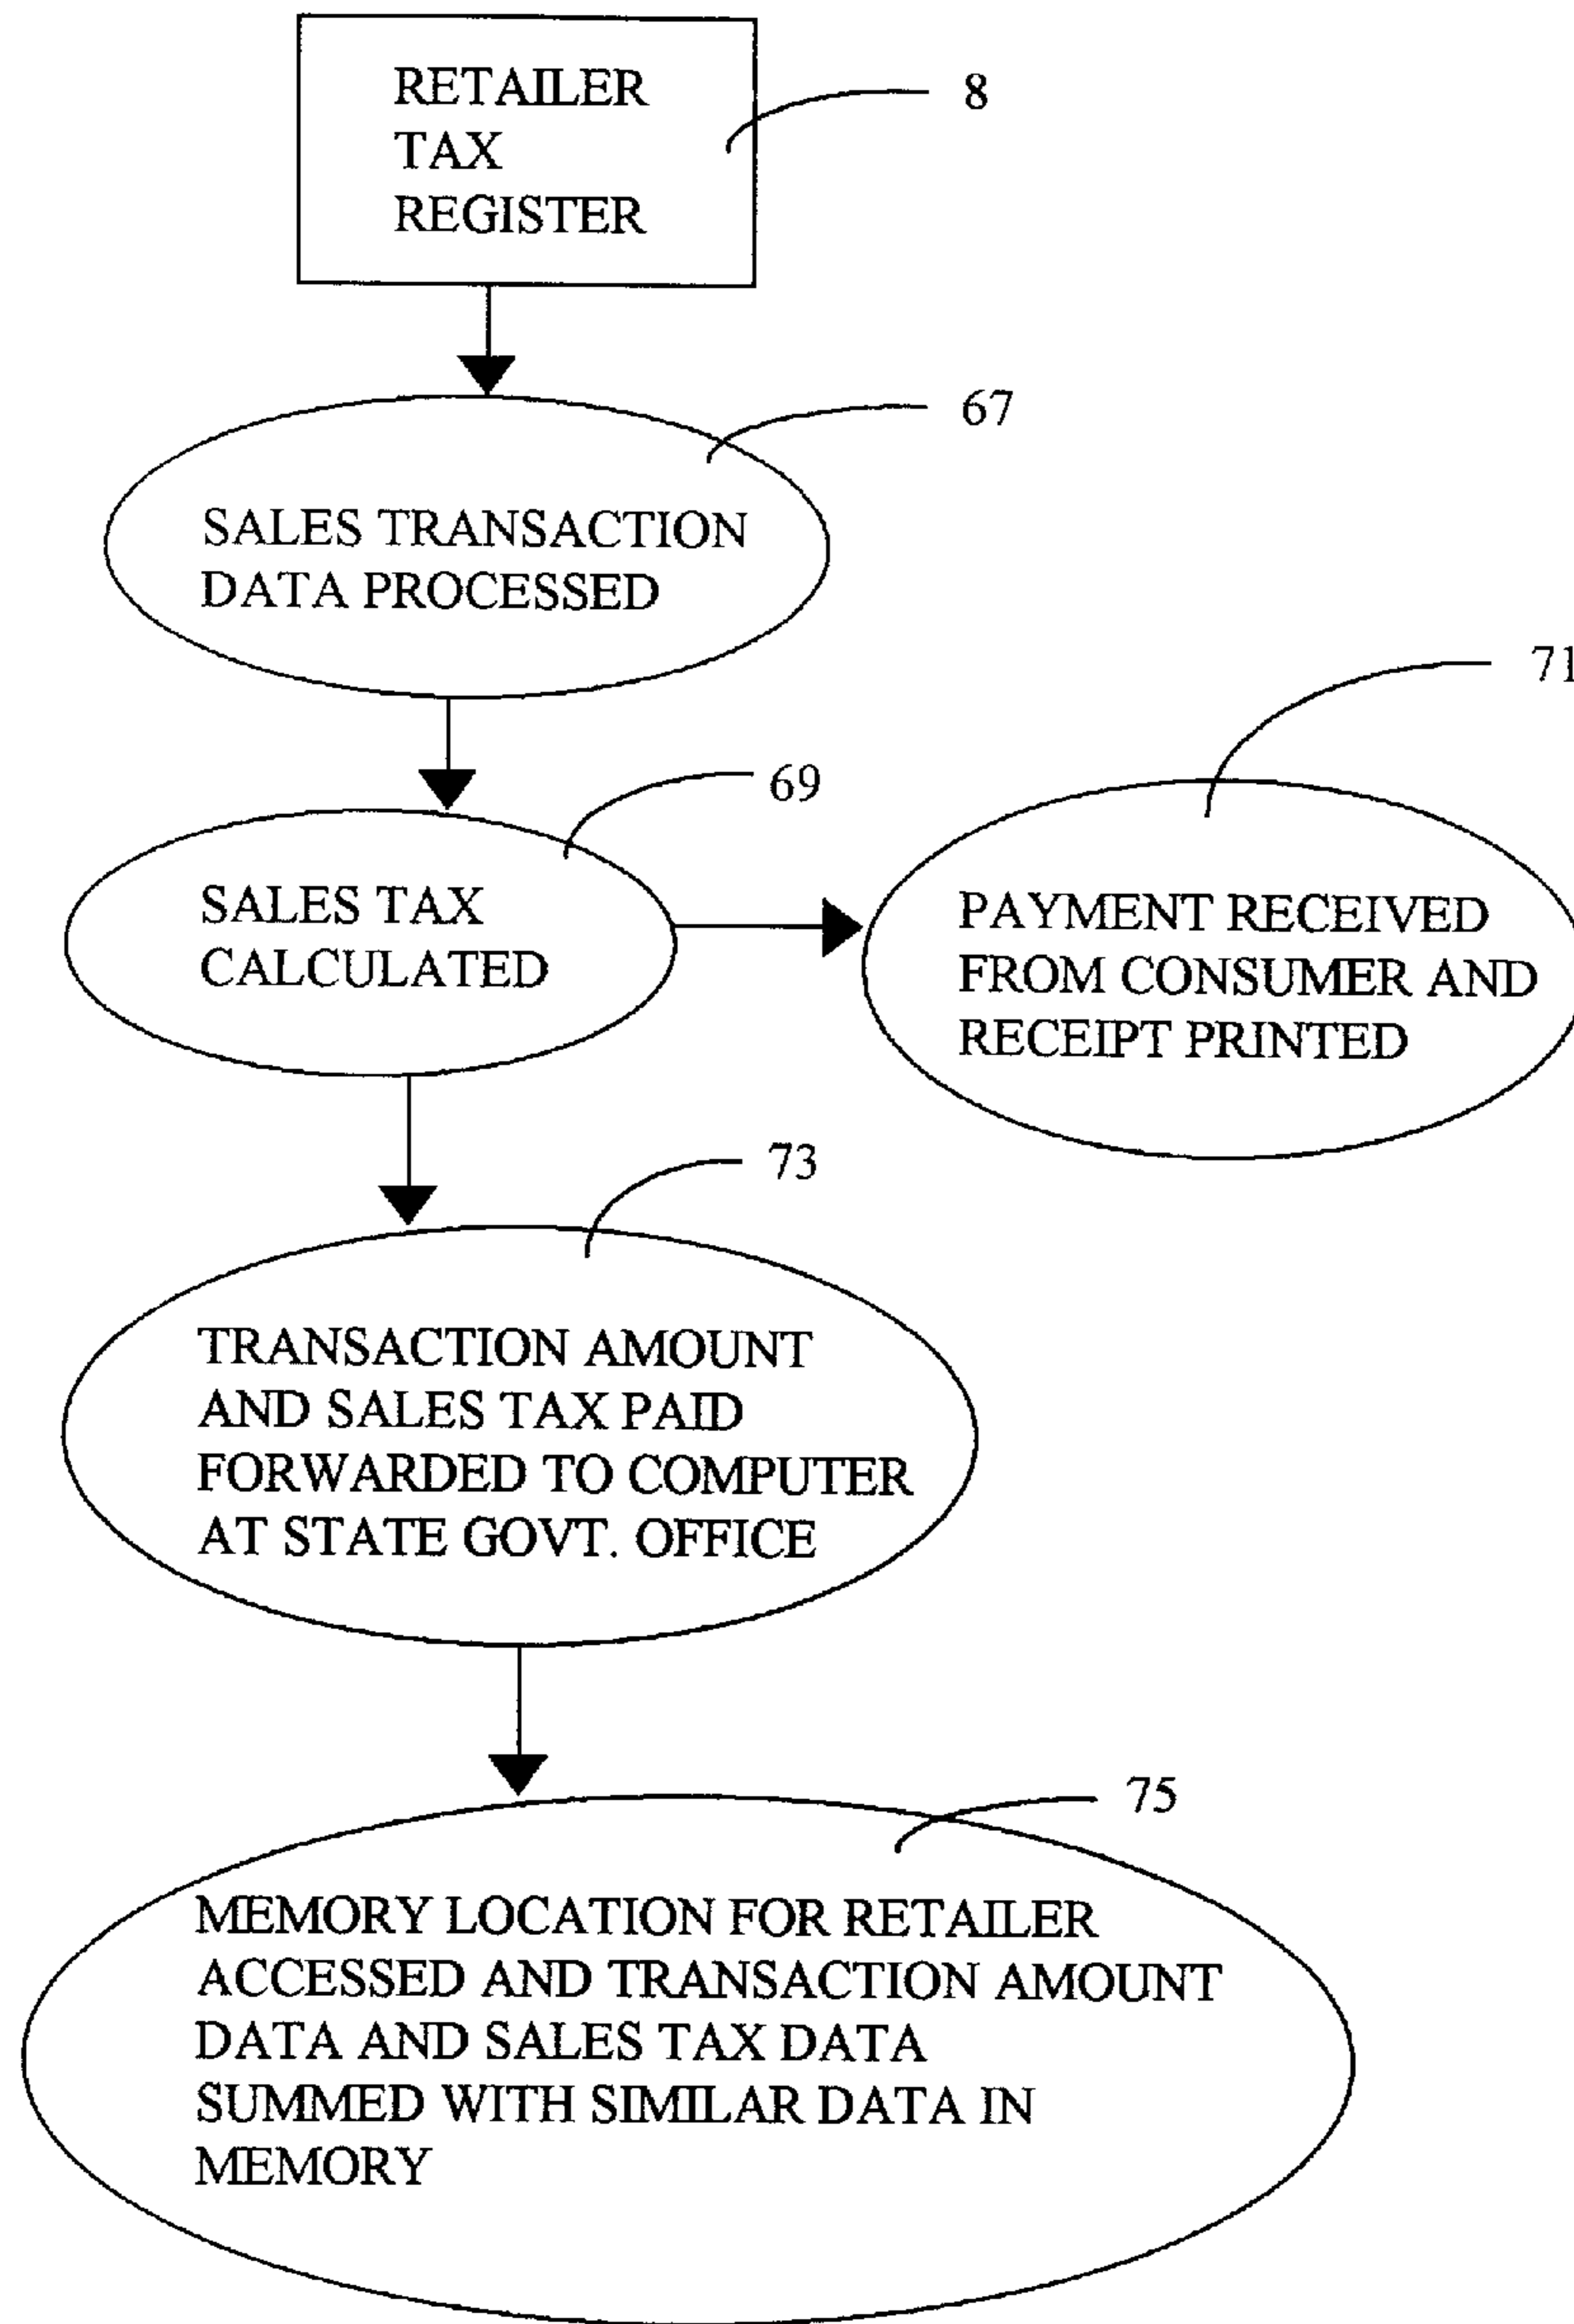 RETAILER
TAX
REGISTER
8
67
SALES TRANSACTION
DATA PROCESSED
71
69
SALES TAX
CALCULATED
PAYMENT RECEIVED
FROM CONSUMER AND
RECEIPT PRINTED
73
TRANSACTION AMOUNT
AND SALES TAX PAID
FORWARDED TO COMPUTER
AT STATE GOVT. OFFICE
75
MEMORY LOCATION FOR RETAILER
ACCESSED AND TRANSACTION AMOUNT
DATA AND SALES TAX DATA
SUMMED WITH SIMILAR DATA IN
MEMORY